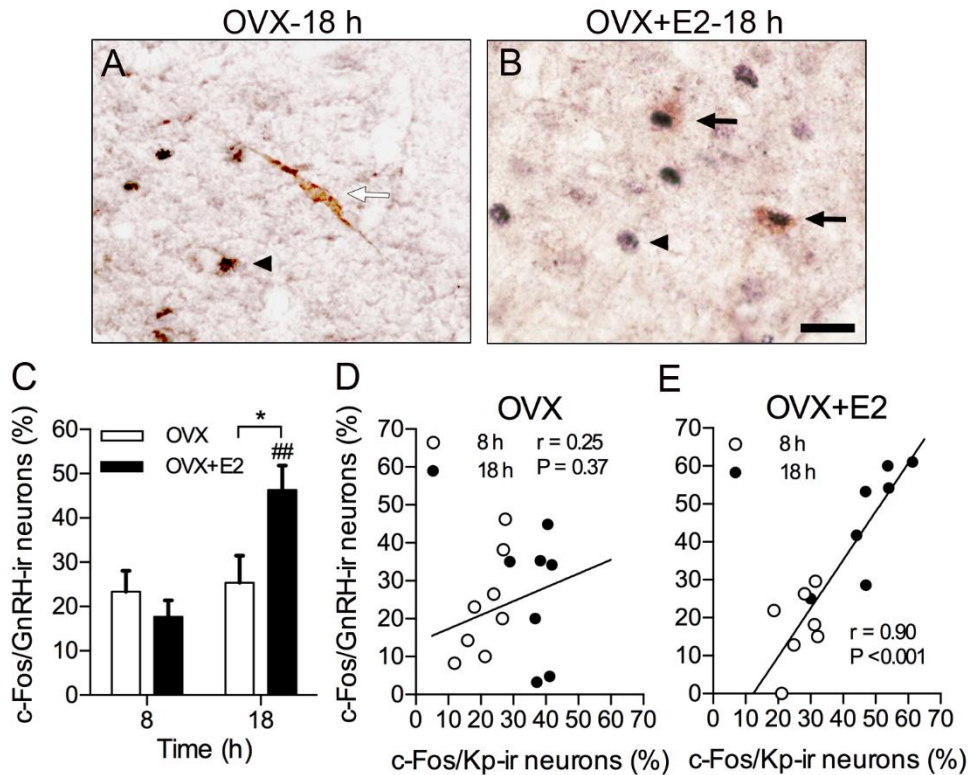 OVX-18 h
OVX+E2-18 h
A
B
C
c-Fos/GnRH-ir neurons (%)
60
50
40
30
20
10
0
OVX
OVX+E2
*
##
8
18
Time (h)
D
OVX
c-Fos/GnRH-ir neurons (%)
70
60
50
40
30
20
10
0
8 h
r = 0.25
18 h
P = 0.37
0 10 20 30 40 50 60 70
c-Fos/Kp-ir neurons (%)
E
OVX+E2
70
60
50
40
30
20
10
0
8 h
18 h
r = 0.90
P <0.001
0 10 20 30 40 50 60 70
c-Fos/Kp-ir neurons (%)